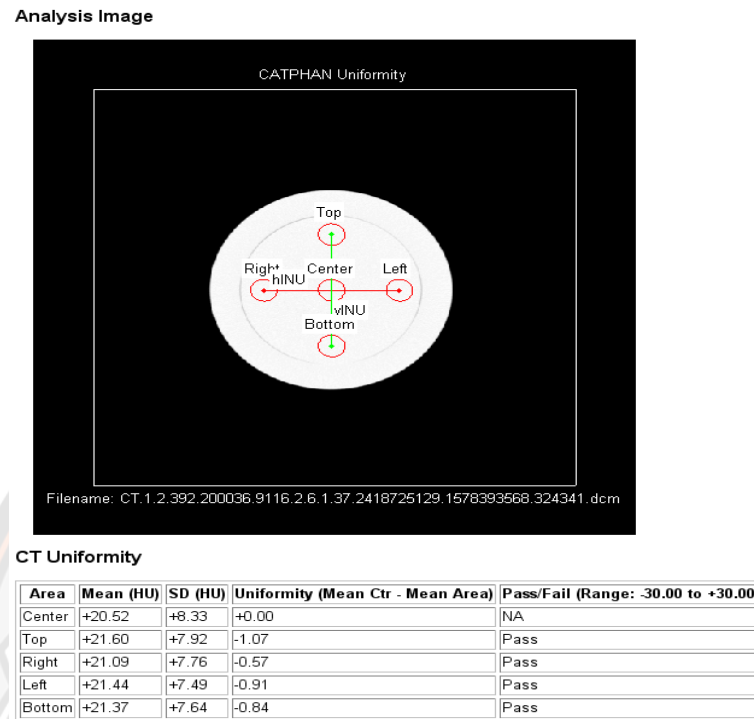 Analysis Image
CATPHAN Uniformity
Top
Right Center Left
hINU
vINU
Bottom
Filename: CT.1.2.392.200036.9116.2.6.1.37.2418725129.1578393568.324341.dcm
CT Uniformity
Area Mean (HU) SD (HU) Uniformity (Mean Ctr - Mean Area) Pass/Fail (Range: -30.00 to +30.00
Center +20.52 +8.33 +0.00 NA
Top +21.60 +7.92 -1.07 Pass
Right +21.09 +7.76 -0.57 Pass
Left +21.44 +7.49 -0.91 Pass
Bottom +21.37 +7.64 -0.84 Pass